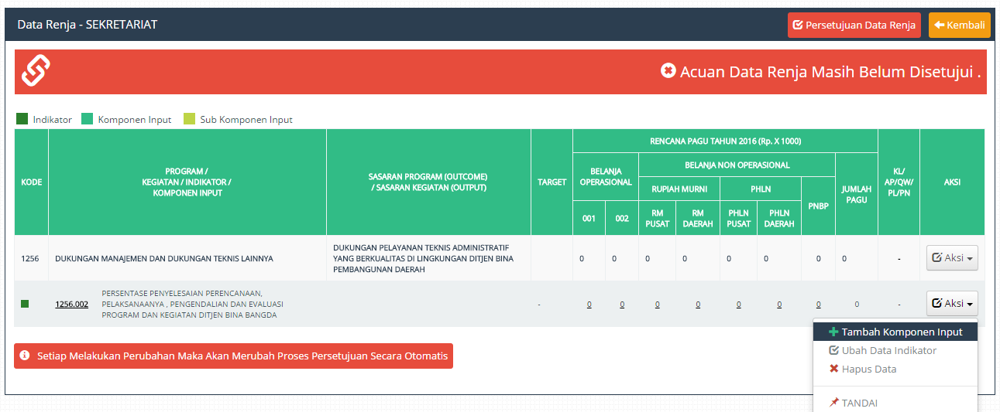 Data Renja - SEKRETARIAT
Persetujuan Data Renja
Kembali
Acuan Data Renja Masih Belum Disetujui .
Indikator
Komponen Input
Sub Komponen Input
KODE
PROGRAM /
KEGIATAN / INDIKATOR /
KOMPONEN INPUT
SASARAN PROGRAM (OUTCOME)
/ SASARAN KEGIATAN (OUTPUT)
TARGET
RENCANA PAGU TAHUN 2016 (Rp. X 1000)
BELANJA
OPERASIONAL
BELANJA NON OPERASIONAL
RUPIAH MURNI
PHLN
PNBP
JUMLAH
PAGU
001
002
RM
PUSAT
RM
DAERAH
PHLN
PUSAT
PHLN
DAERAH
KL/
AP/QW/
PL/PN
AKSI
1256
DUKUNGAN MANAJEMEN DAN DUKUNGAN TEKNIS LAINNYA
DUKUNGAN PELAYANAN TEKNIS ADMINISTRATIF
YANG BERKUALITAS DI LINGKUNGAN DITJEN BINA
PEMBANGUNAN DAERAH
0 0 0 0 0 0 0 0 -
Aksi
1256.002
PERSENTASE PENYELESAIAN PERENCANAAN,
PELAKSANAANYA , PENGENDALIAN DAN EVALUASI
PROGRAM DAN KEGIATAN DITJEN BINA BANGDA
- 0 0 0 0 0 0 0 0 -
Aksi
Tambah Komponen Input
Ubah Data Indikator
Hapus Data
TANDAI
Setiap Melakukan Perubahan Maka Akan Merubah Proses Persetujuan Secara Otomatis